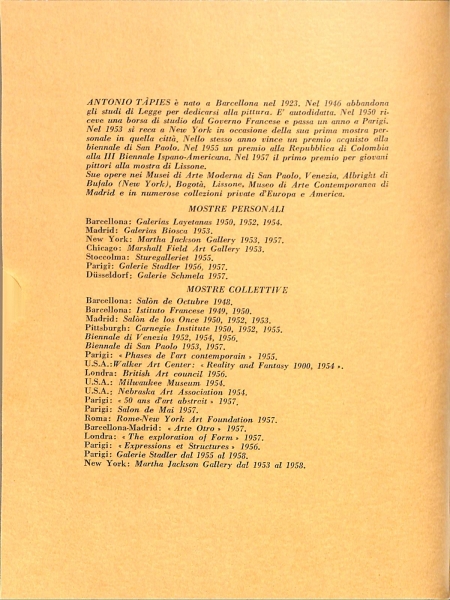 ANTONIO TÂPIES è nato a Barcellona nel 1923. Nel 1946 abbandona
gli studi di Legge per dedicarsi alla pittura. E' autodidatta. Nel 1950 ri-
ceve una borsa di studio dal Governo Francese e passa un anno a Parigi.
Nel 1953 si reca a New York in occasione della sua prima mostra per-
sonale in quella città. Nello stesso anno vince un premio acquisto alla
biennale di San Paolo. Nel 1955 un premio alla Repubblica di Colombia
alla III Biennale Ispano-Americana. Nel 1957 il primo premio per giovani
pittori alla mostra di Lissone.
Sue opere nei Musei di Arte Moderna di San Paolo, Venezia, Albright di
Bufalo (New York), Bogotà, Lissone, Museo di Arte Contemporanea di
Madrid e in numerose collezioni private d'Europa e America.
MOSTRE PERSONALI
Barcellona: Galerias Layetanas 1950, 1952, 1954.
Madrid: Galerias Biosca 1953.
New York: Martha Jackson Gallery 1953, 1957.
Chicago: Marshall Field Art Gallery 1953.
Stoccolma: Sturegalleriet 1955.
Parigi: Galerie Stadler 1956, 1957.
Düsseldorf: Galerie Schmela 1957.
MOSTRE COLLETTIVE
Barcellona: Salòn de Octubre 1948.
Barcellona: Istituto Francese 1949, 1950.
Madrid: Salòn de los Once 1950, 1952, 1953.
Pittsburgh: Carnegie Institute 1950, 1952, 1955.
Biennale di Venezia 1952, 1954, 1956.
Biennale di San Paolo 1953, 1957.
Parigi: « Phases de l'art contemporain » 1955.
U.S.A.: Walker Art Center: « Reality and Fantasy 1900, 1954 ».
Londra: British Art council 1956.
U.S.A.: Milwaukee Museum 1954.
U.S.A.; Nebraska Art Association 1954.
Parigi: « 50 ans d'art abstrcit » 1957.
Parigi: Salon de Mai 1957.
Roma: Rome-New York Art Foundation 1957.
Barcellona-Madrid: « Arte Otro » 1957.
Londra: « The exploration of Form » 1957.
Parigi: « Expressions et Structures » 1956.
Parigi: Galerie Stadler dal 1955 al 1958.
New York: Martha Jackson Gallery dal 1953 al 1958.